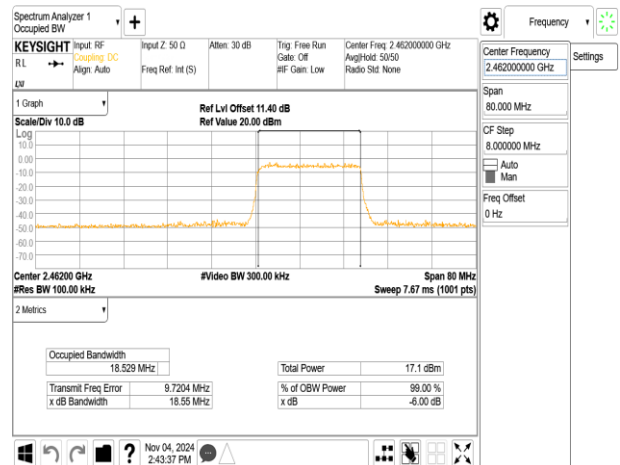 Spectrum Analyzer 1
Occupied BW
Frequency
KEYSIGHT
RL
LXI
Input: RF
Coupling: DC
Align: Auto
Input Z: 50 Ω
Freq Ref: Int (S)
Atten: 30 dB
Trig: Free Run
Gate: Off
#IF Gain: Low
Center Freq: 2.462000000 GHz
Avg|Hold: 50/50
Radio Std: None
Center Frequency
2.462000000 GHz
Settings
Span
80.000 MHz
CF Step
8.000000 MHz
Auto
Man
Freq Offset
0 Hz
1 Graph
Ref Lvl Offset 11.40 dB
Scale/Div 10.0 dB
Ref Value 20.00 dBm
Log
10.0
0.00
-10.0
-20.0
-30.0
-40.0
-50.0
-60.0
-70.0
Center 2.46200 GHz
#Video BW 300.00 kHz
Span 80 MHz
#Res BW 100.00 kHz
Sweep 7.67 ms (1001 pts)
2 Metrics
Occupied Bandwidth
18.529 MHz
Total Power 17.1 dBm
Transmit Freq Error 9.7204 MHz
% of OBW Power 99.00 %
x dB Bandwidth 18.55 MHz
x dB -6.00 dB
?
Nov 04, 2024
2:43:37 PM